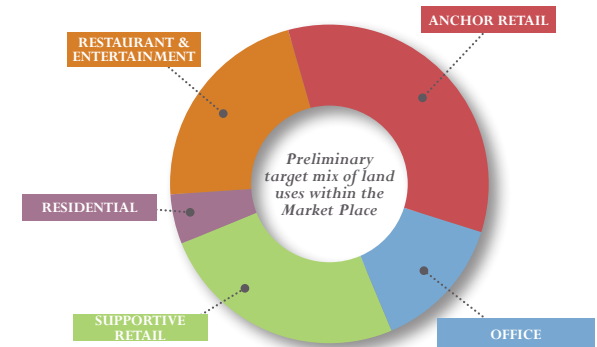 ANCHOR RETAIL
RESTAURANT &
ENTERTAINMENT
Preliminary
target mix of land
uses within the
Market Place
RESIDENTIAL
SUPPORTIVE
RETAIL
OFFICE